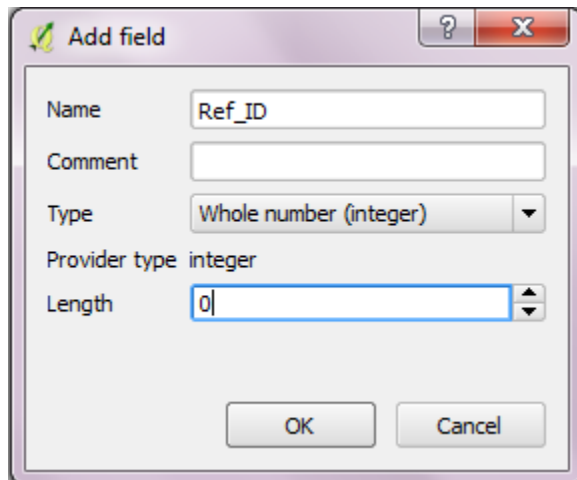 Add field
Name Ref_ID
Comment
Type Whole number (integer)
Provider type integer
Length 0
OK Cancel